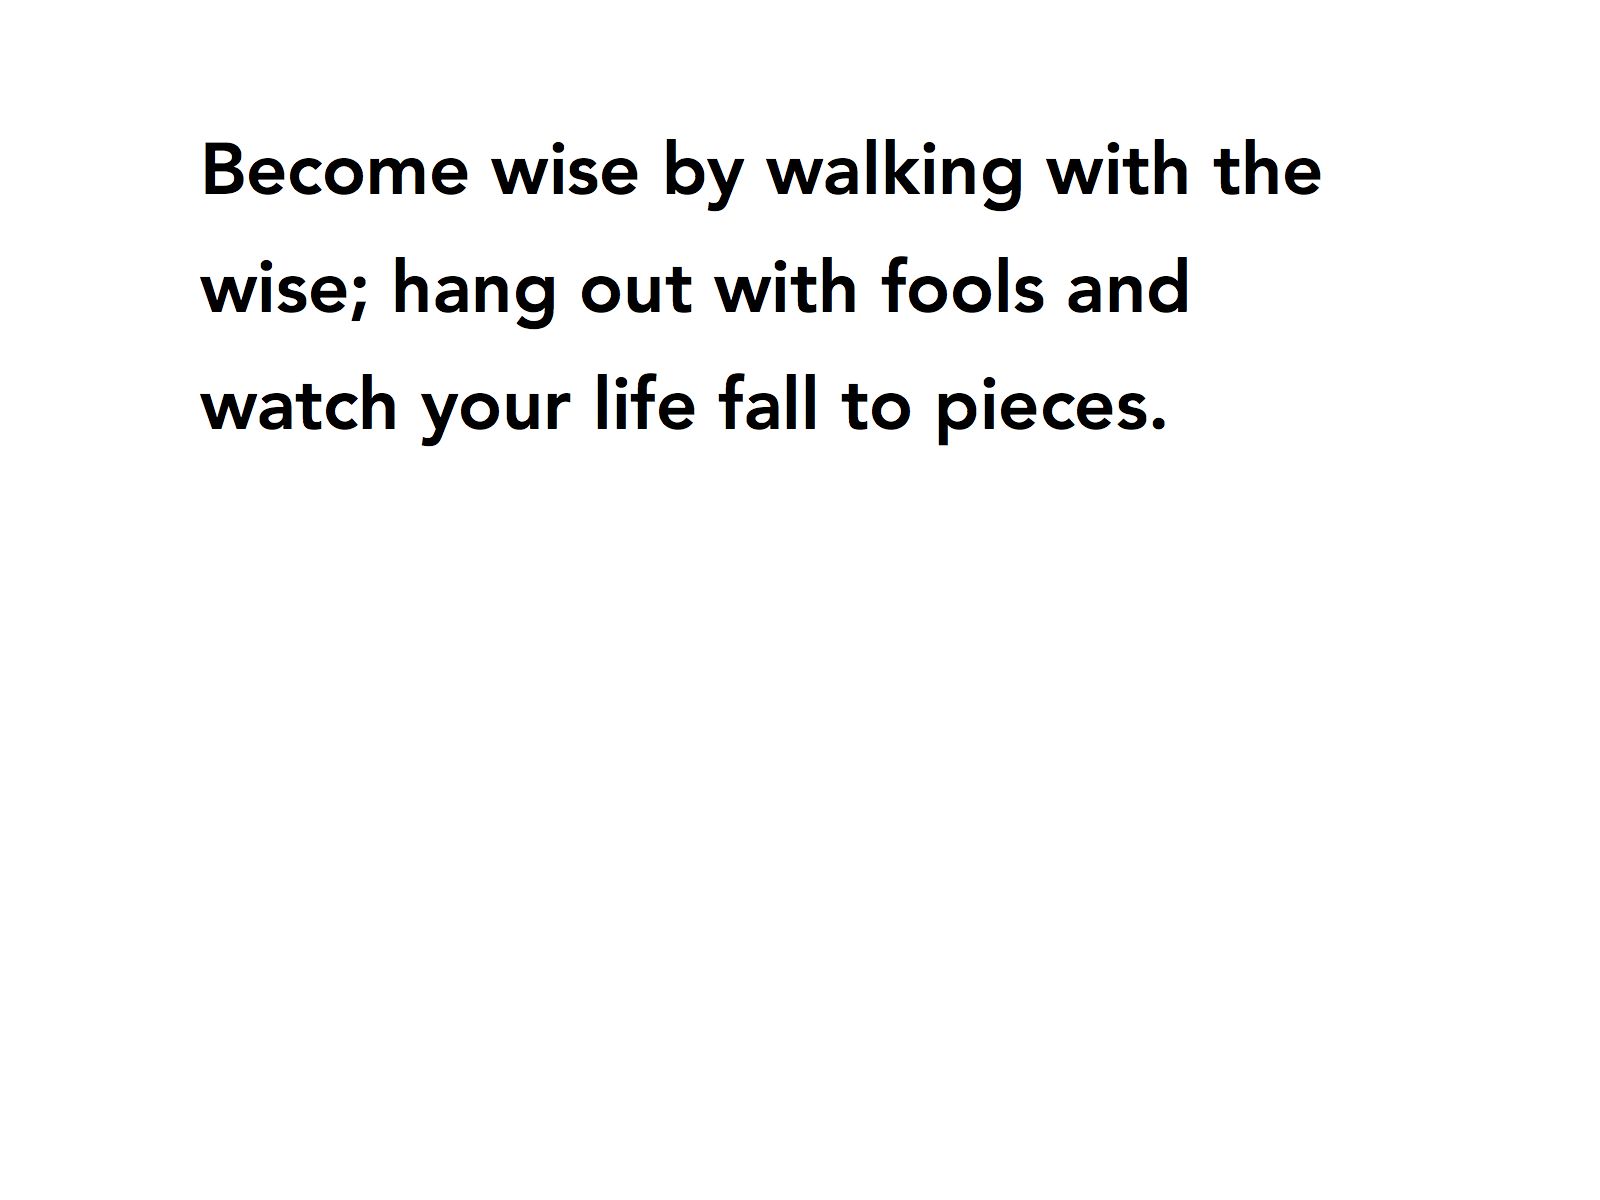 Become wise by walking with the
wise; hang out with fools and
watch your life fall to pieces.